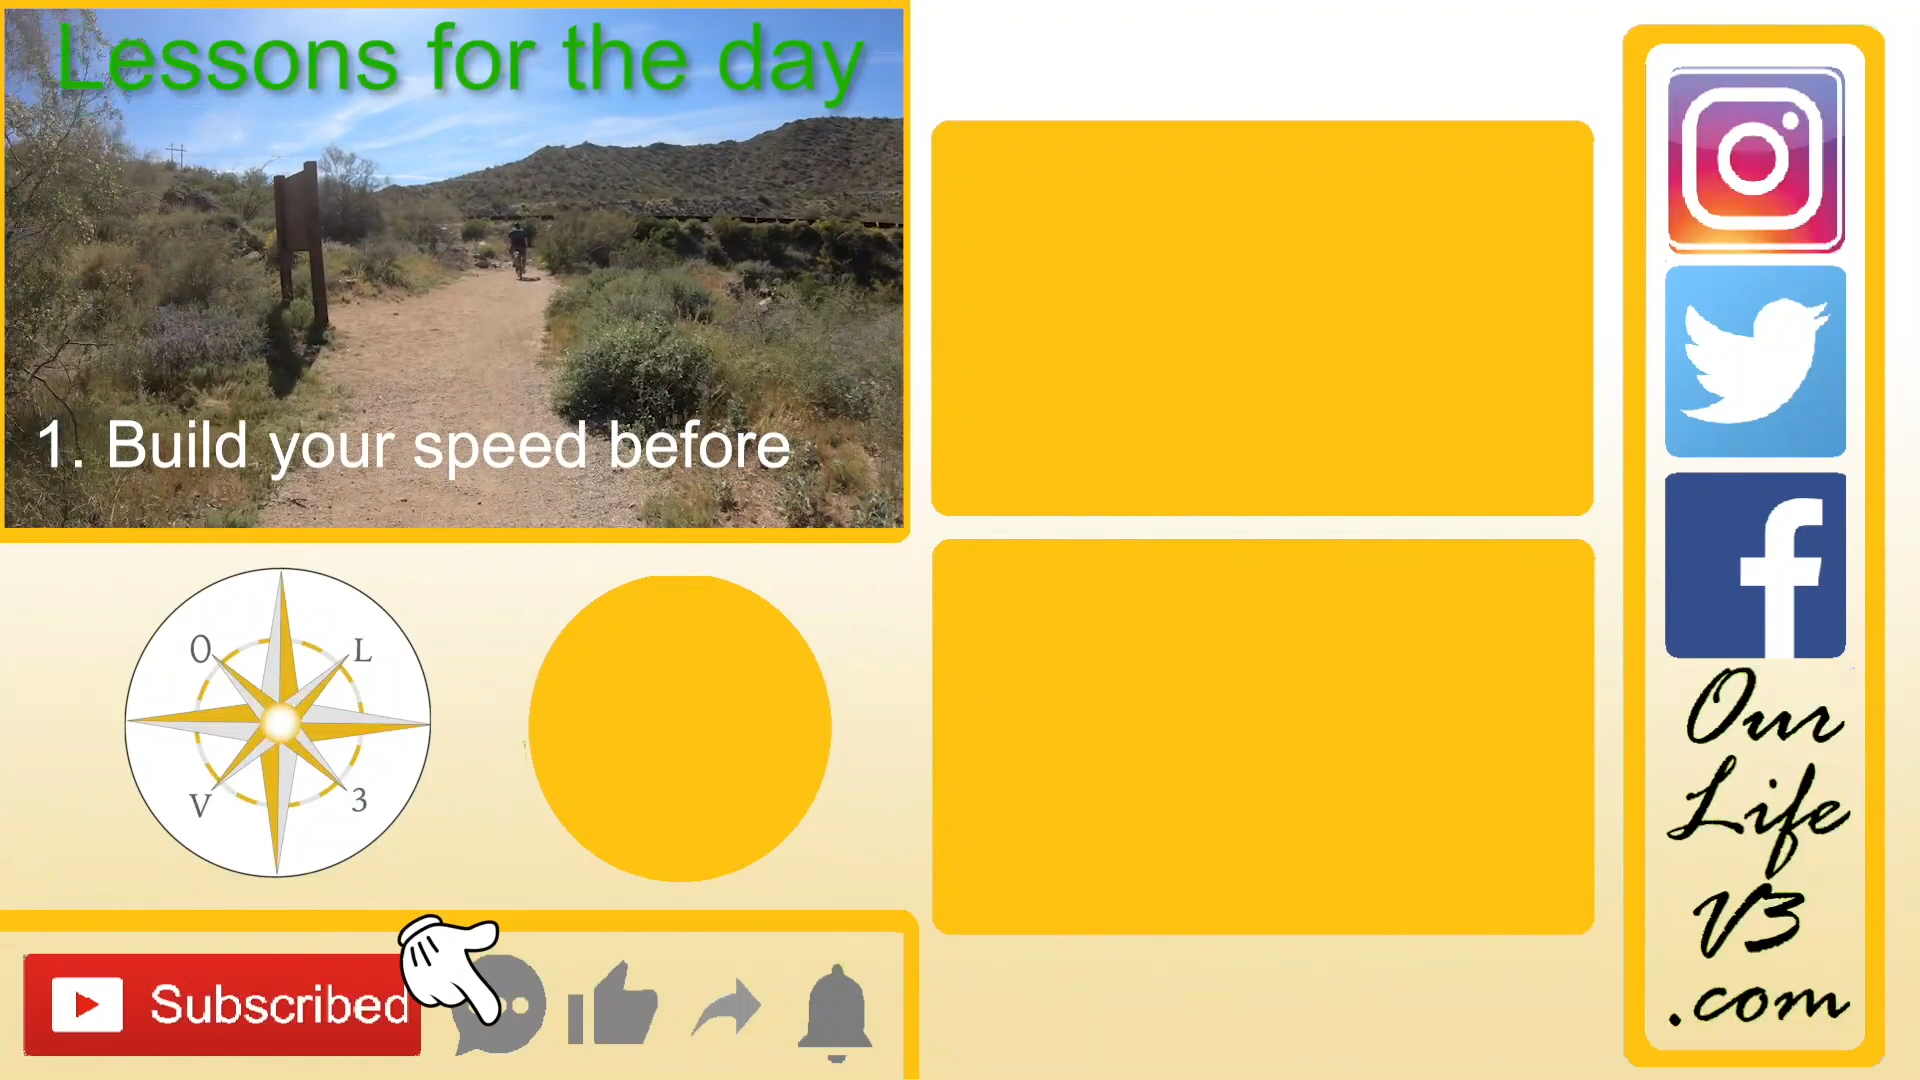 Lessons for the day
1. Build your speed before
O
L
V
3
Subscribed
Our
Life
V3
.com